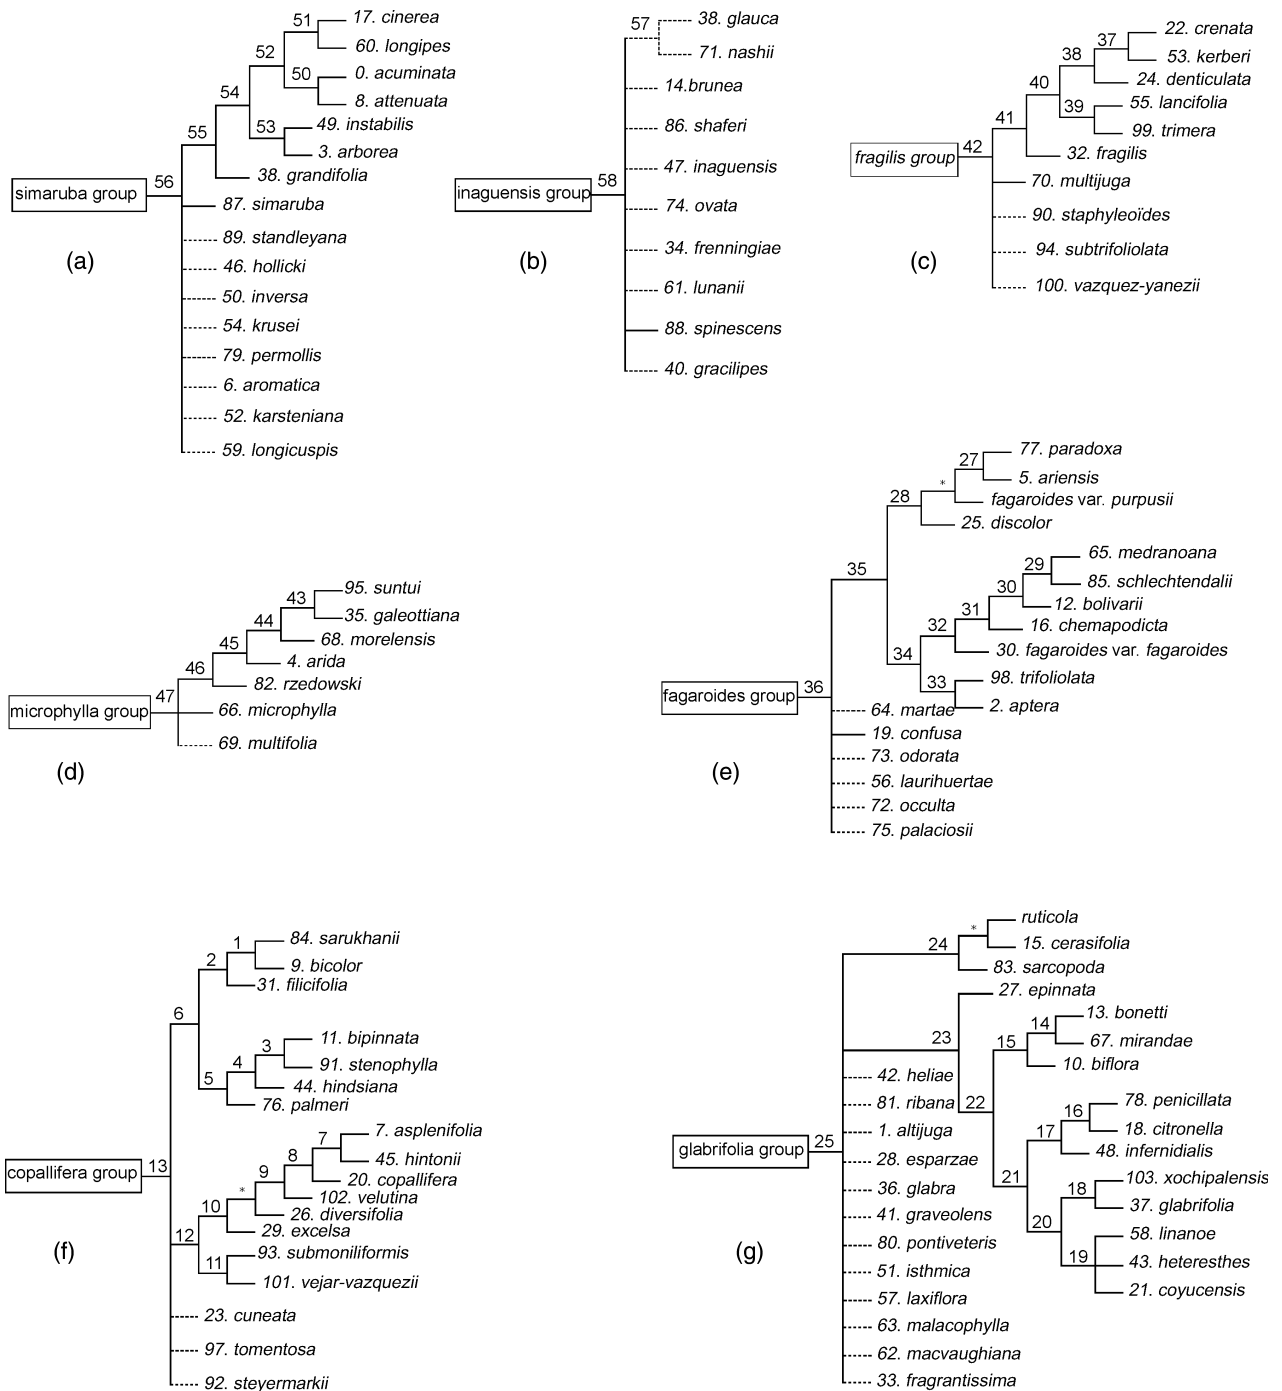 51
17. cinerea
60. longipes
52
50
0. acuminata
8. attenuata
54
53
49. instabilis
3. arborea
55
38. grandifolia
56
simaruba group
87. simaruba
89. standleyana
46. hollicki
50. inversa
54. krusei
79. permollis
6. aromatica
52. karsteniana
59. longicuspis
(a)
57
38. glauca
71. nashii
14.brunea
86. shaferi
47. inaguensis
58
inaguensis group
74. ovata
34. frenningiae
61. lunanii
88. spinescens
40. gracilipes
(b)
37
22. crenata
53. kerberi
38
24. denticulata
40
39
55. lancifolia
99. trimera
41
32. fragilis
42
fragilis group
70. multijuga
90. staphyleoïdes
94. subtrifoliolata
100. vazquez-yanezii
(c)
43
95. suntui
35. galeottiana
44
68. morelensis
45
4. arida
46
82. rzedowski
47
microphylla group
66. microphylla
69. multifolia
(d)
27
77. paradoxa
5. ariensis
*
fagaroides var. purpusii
28
25. discolor
35
29
65. medranoana
85. schlechtendalii
30
12. bolivarii
31
16. chemapodicta
32
30. fagaroides var. fagaroides
34
33
98. trifoliolata
2. aptera
36
fagaroides group
64. martae
19. confusa
73. odorata
56. laurihuertae
72. occulta
75. palaciosii
(e)
1
84. sarukhanii
9. bicolor
2
31. filicifolia
6
3
11. bipinnata
91. stenophylla
4
44. hindsiana
5
76. palmeri
7
7. asplenifolia
45. hintonii
8
20. copallifera
9
102. velutina
*
26. diversifolia
10
29. excelsa
12
11
93. submoniliformis
101. vejar-vazquezii
13
copallifera group
23. cuneata
97. tomentosa
92. steyermarkii
(f)
*
ruticola
15. cerasifolia
24
83. sarcopoda
27. epinnata
23
14
13. bonetti
67. mirandae
15
10. biflora
22
16
78. penicillata
18. citronella
17
48. infernidialis
21
18
103. xochipalensis
37. glabrifolia
20
19
58. linanoe
43. heteresthes
21. coyucensis
25
glabrifolia group
42. heliae
81. ribana
1. altijuga
28. esparzae
36. glabra
41. graveolens
80. pontiveteris
51. isthmica
57. laxiflora
63. malacophylla
62. macvaughiana
33. fragrantissima
(g)